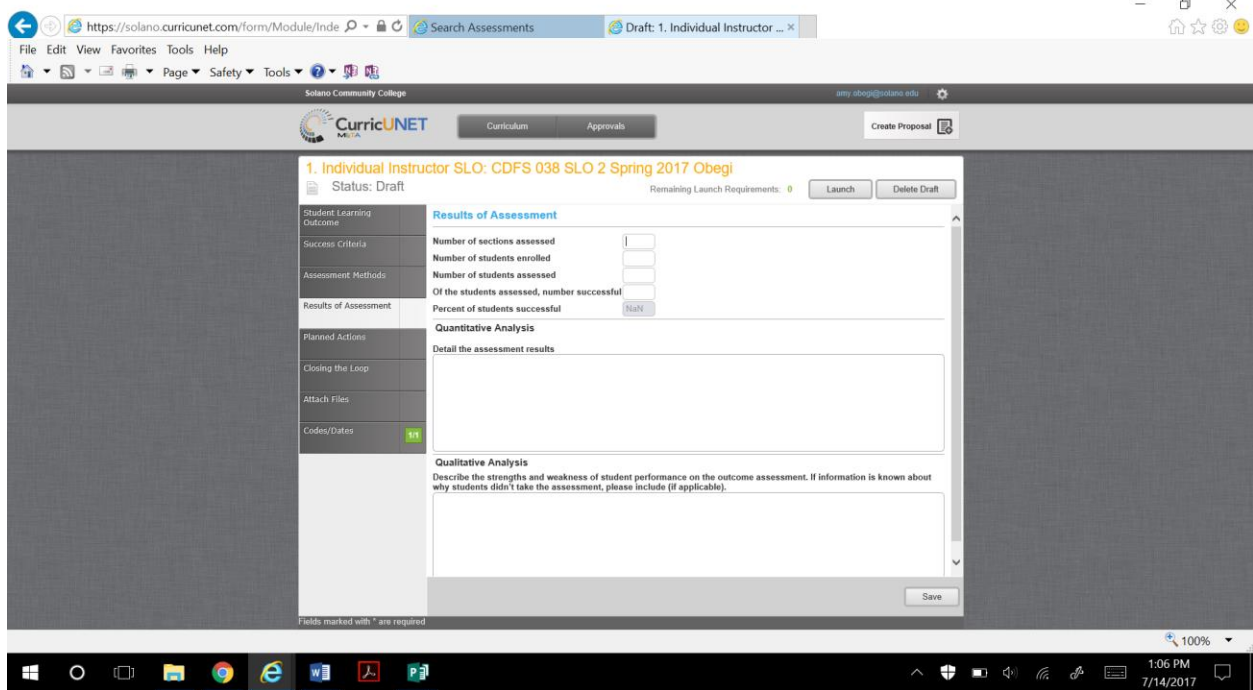 https://solano.curricunet.com/form/Module/Inde
Search Assessments
Draft: 1. Individual Instructor ...
File Edit View Favorites Tools Help
Page Safety Tools
Solano Community College
amy.obegi@solano.edu
CurricUNET
META
Curriculum
Approvals
Create Proposal
1. Individual Instructor SLO: CDFS 038 SLO 2 Spring 2017 Obegi
Status: Draft
Remaining Launch Requirements: 0
Launch
Delete Draft
Student Learning
Outcome
Success Criteria
Assessment Methods
Results of Assessment
Planned Actions
Closing the Loop
Attach Files
Codes/Dates
1/1
Results of Assessment
Number of sections assessed
Number of students enrolled
Number of students assessed
Of the students assessed, number successful
Percent of students successful
NaN
Quantitative Analysis
Detail the assessment results
Qualitative Analysis
Describe the strengths and weakness of student performance on the outcome assessment. If information is known about
why students didn't take the assessment, please include (if applicable).
Save
Fields marked with * are required
100%
1:06 PM
7/14/2017